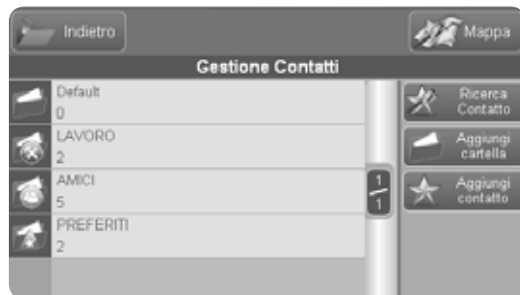 Indietro
Mappa
Gestione Contatti
Default
0
LAVORO
2
AMICI
5
PREFERITI
2
1
1
Ricerca
Contatto
Aggiungi
cartella
Aggiungi
contatto